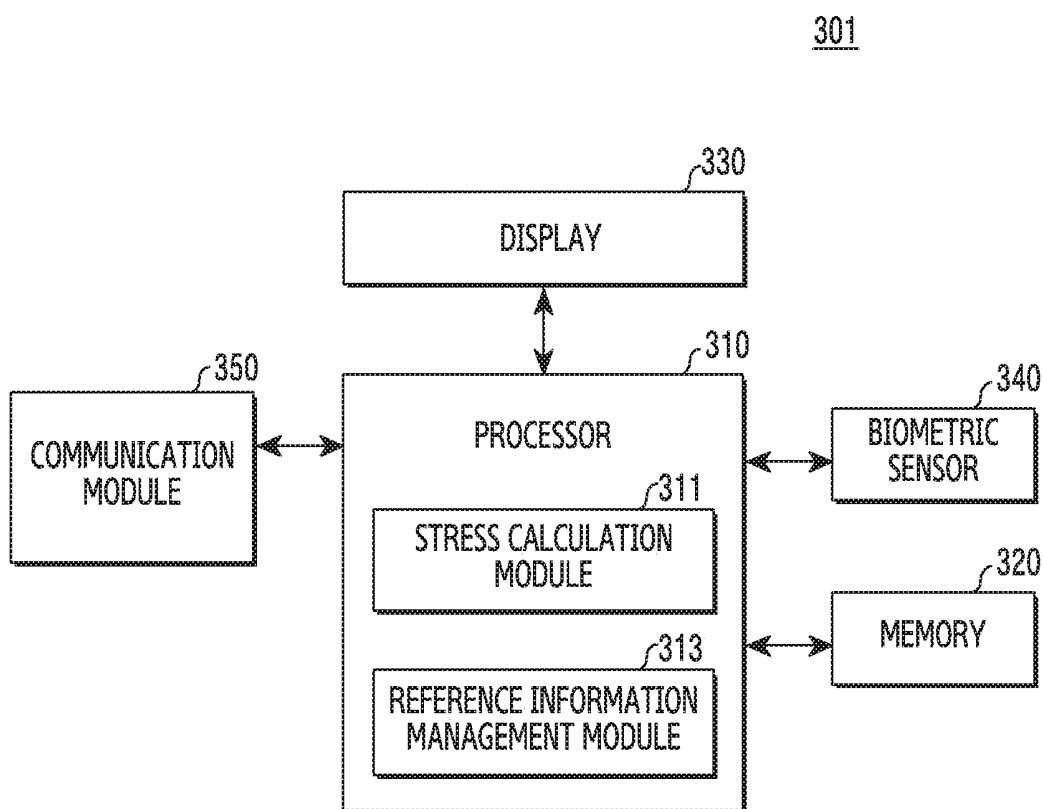 301
330
DISPLAY
310
PROCESSOR
350
COMMUNICATION
MODULE
340
BIOMETRIC
SENSOR
311
STRESS CALCULATION
MODULE
320
MEMORY
313
REFERENCE INFORMATION
MANAGEMENT MODULE